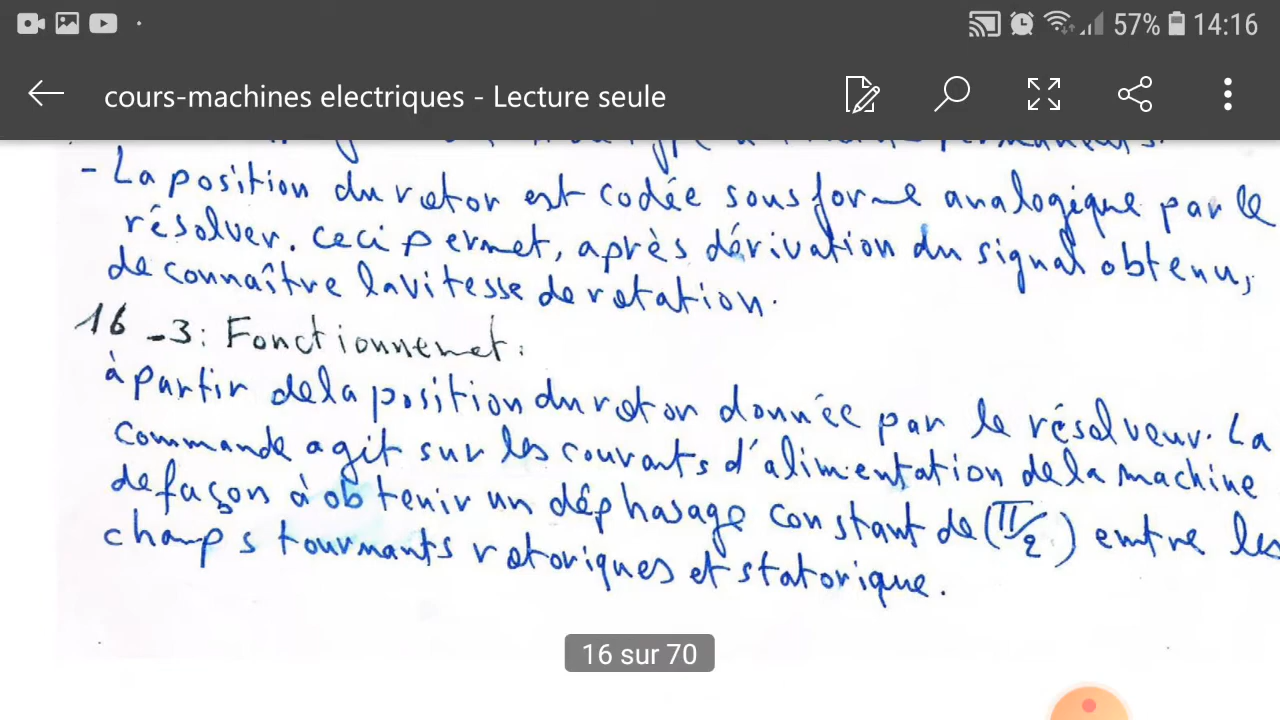 57% 14:16
cours-machines electriques - Lecture seule
- La position du rotor est codée sous forme analogique par le
résolver. ceci permet, après dérivation du signal obtenu,
de connaître la vitesse de rotation.
16-3: Fonctionnemet:
à partir de la position du rotor donnée par le résolveur. La
commande agit sur les courants d'alimentation de la machine
de façon à obtenir un déphasage constant de (π/2) entre les
champs tournants rotoriques et statorique.
16 sur 70